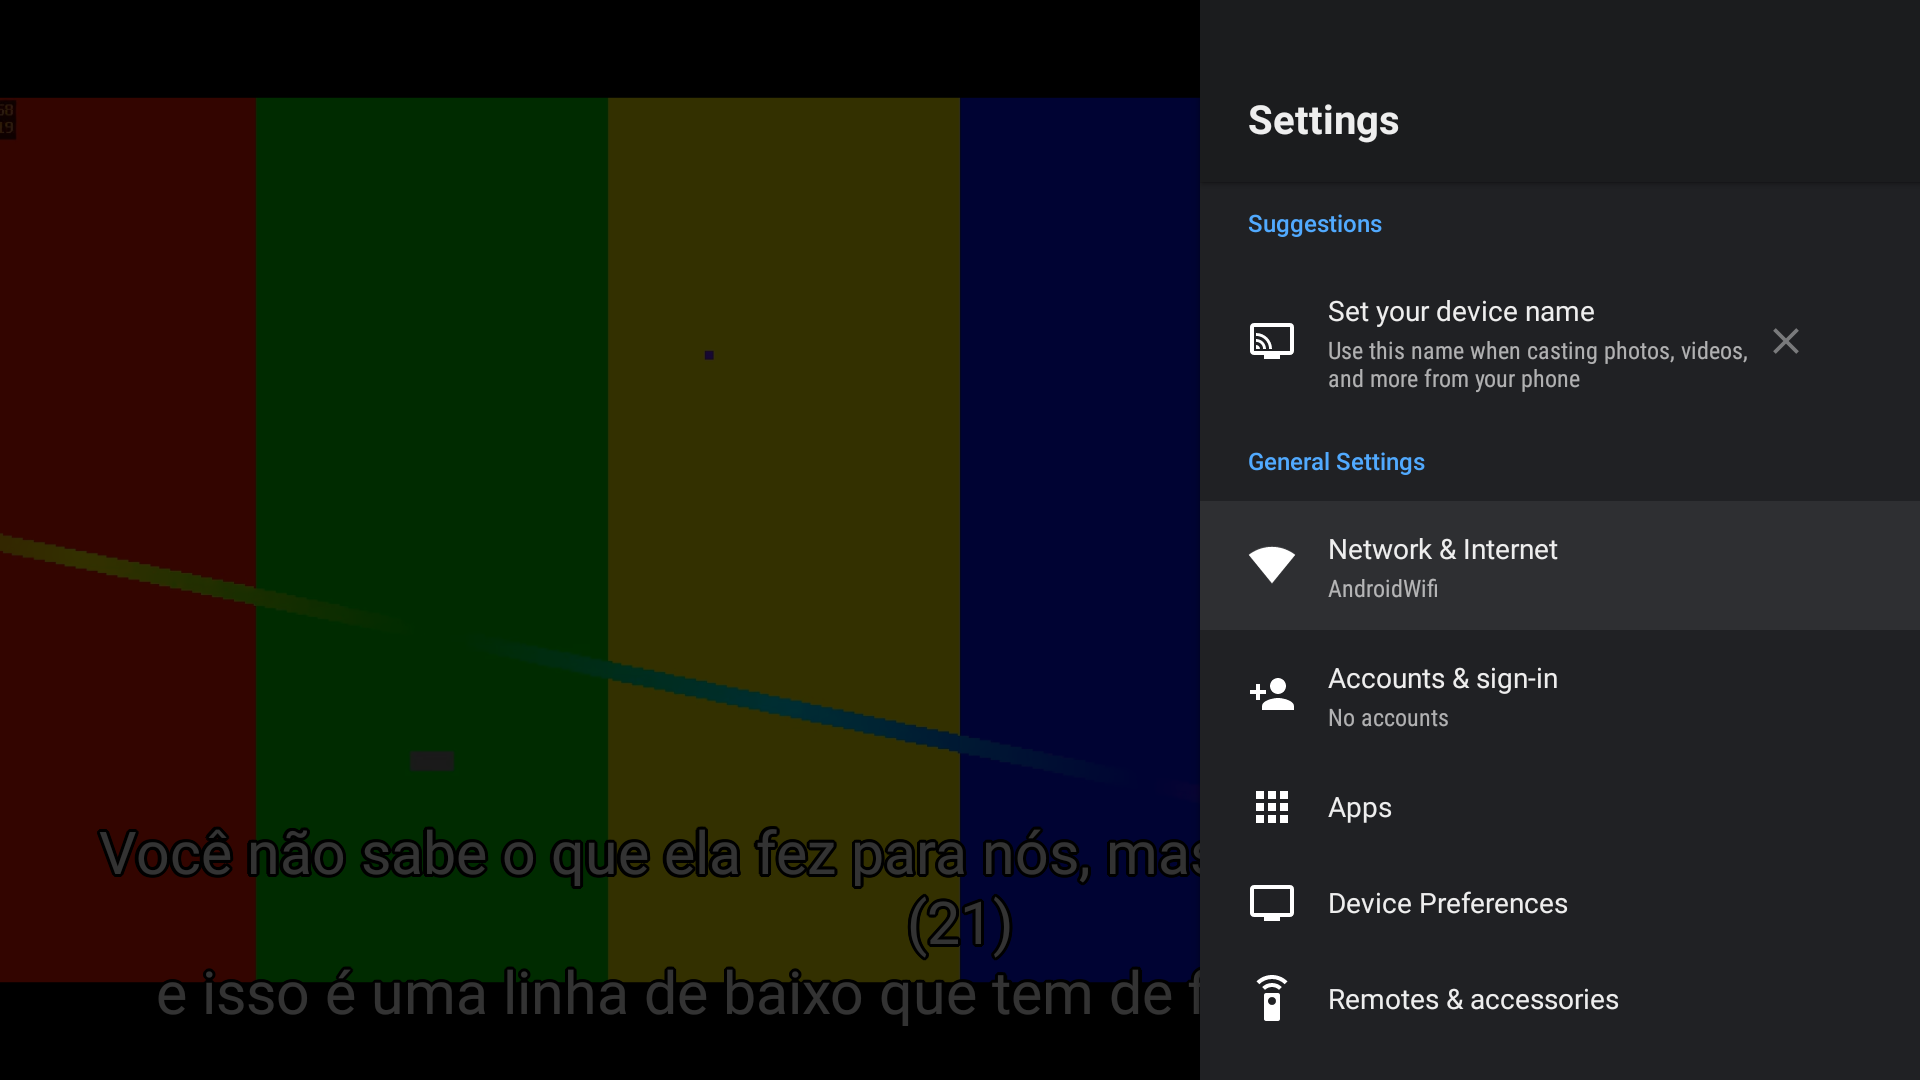 Settings
Suggestions
Set your device name
Use this name when casting photos, videos,
and more from your phone
General Settings
Network & Internet
AndroidWifi
Accounts & sign-in
No accounts
Apps
Device Preferences
Remotes & accessories
Você não sabe o que ela fez para nós, mas
(21)
e isso é uma linha de baixo que tem de